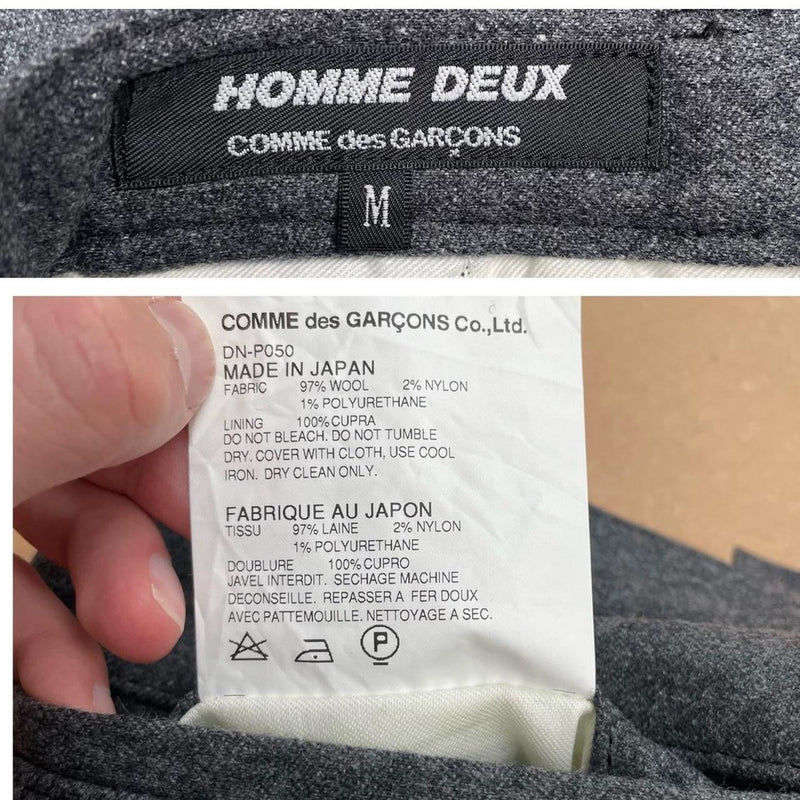 HOMME DEUX
COMME des GARÇONS
M
COMME des GARÇONS Co.,Ltd.
DN-P050
MADE IN JAPAN
FABRIC 97% WOOL 2% NYLON
1% POLYURETHANE
LINING 100% CUPRA
DO NOT BLEACH. DO NOT TUMBLE
DRY. COVER WITH CLOTH, USE COOL
IRON. DRY CLEAN ONLY.
FABRIQUE AU JAPON
TISSU 97% LAINE 2% NYLON
1% POLYURETHANE
DOUBLURE 100% CUPRO
JAVEL INTERDIT. SECHAGE MACHINE
DECONSEILLE. REPASSER A FER DOUX
AVEC PATTEMOUILLE. NETTOYAGE A SEC.
P